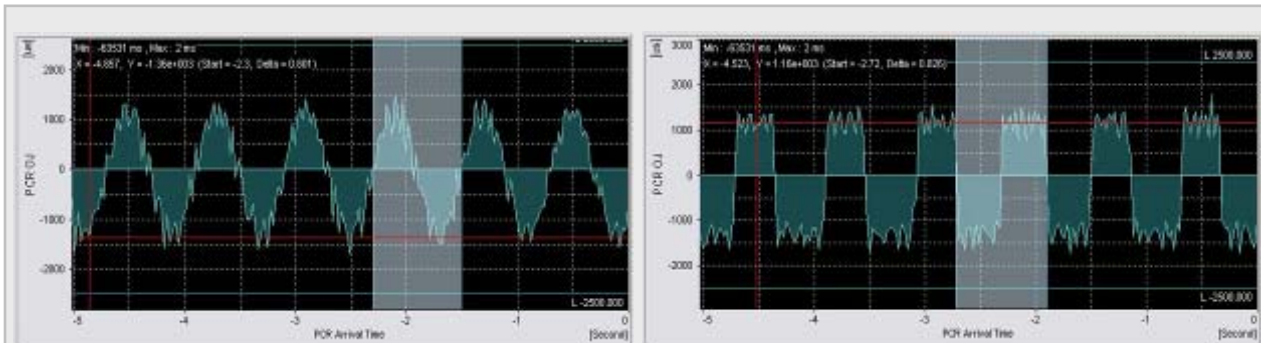 [us]
Min : -63531 ms , Max : 2 ms
X = -4.857, Y = -1.36e+003 (Start = -2.3, Delta = 0.801)
2800
0
-1000
-2800
PCR OJ
L -2500.000
-5
-4
-3
-2
-1
0
PCR Arrival Time
[Second]
[us]
Min : -63531 ms , Max : 2 ms
X = -4.523, Y = 1.16e+003 (Start = -2.72, Delta = 0.826)
L 2500.000
3000
2000
1000
0
-1000
-2000
PCR OJ
L -2500.000
-5
-4
-3
-2
-1
0
PCR Arrival Time
[Second]